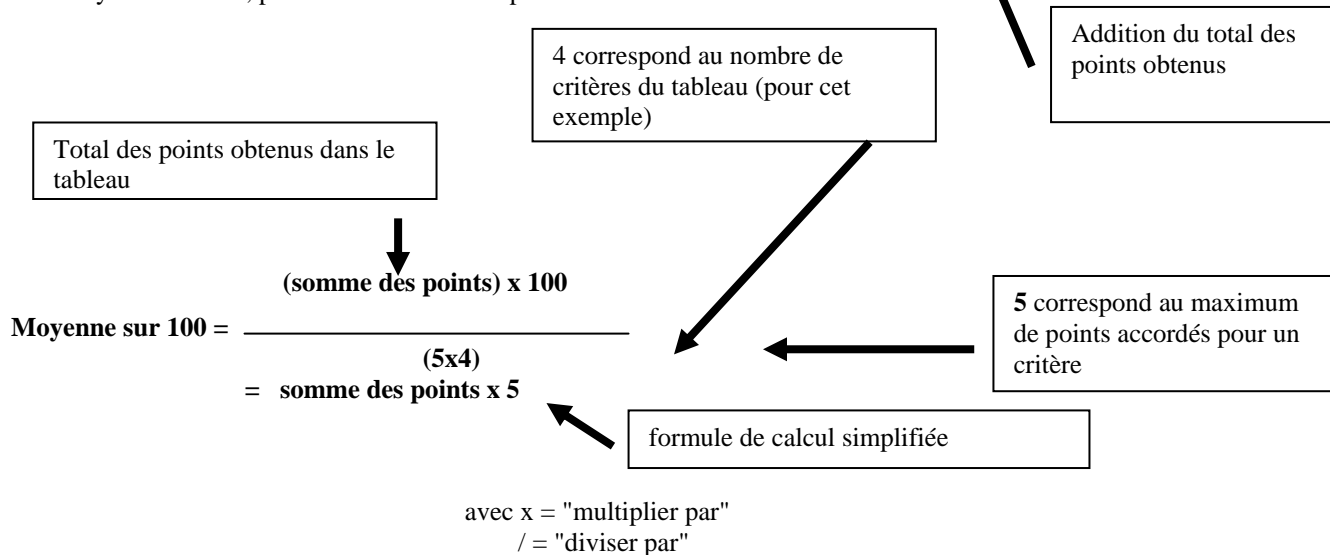 Addition du total des
points obtenus
4 correspond au nombre de
critères du tableau (pour cet
exemple)
Total des points obtenus dans le
tableau
(somme des points) x 100
Moyenne sur 100 =
(5x4)
= somme des points x 5
5 correspond au maximum
de points accordés pour un
critère
formule de calcul simplifiée
avec x = "multiplier par"
/ = "diviser par"